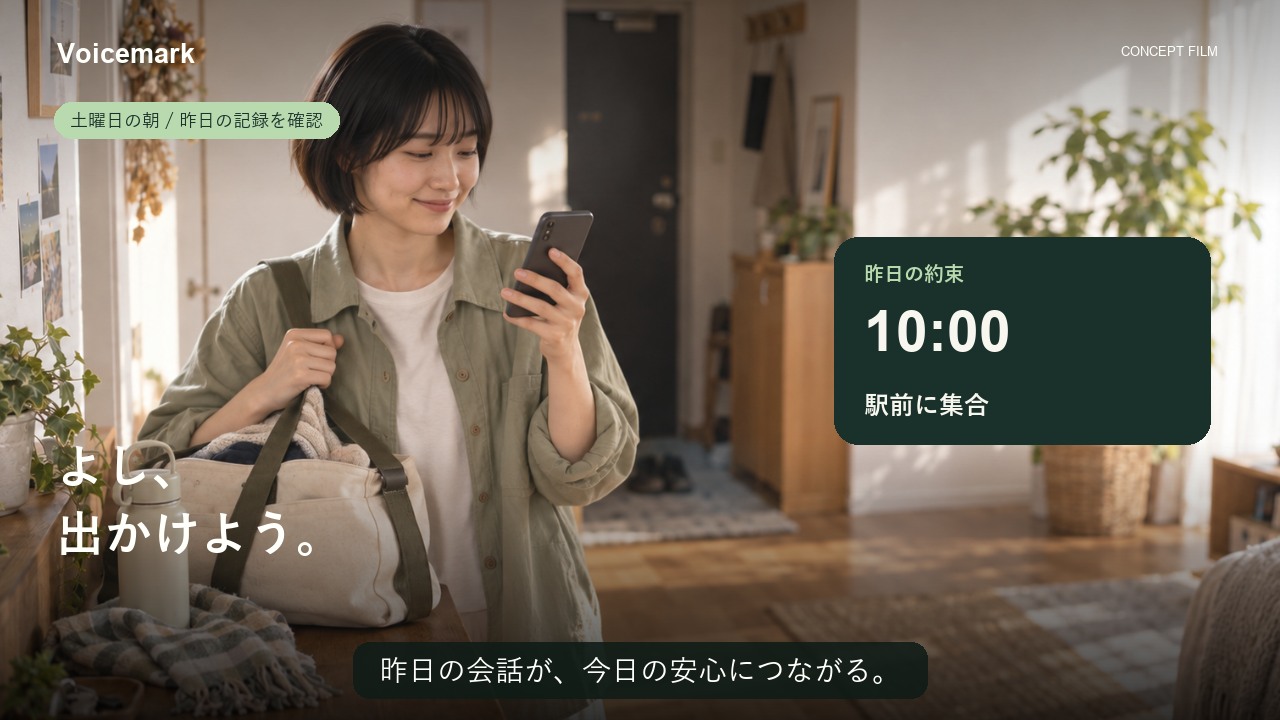 Voicemark
CONCEPT FILM
土曜日の朝 / 昨日の記録を確認
昨日の約束
10:00
駅前に集合
よし、
出かけよう。
昨日の会話が、今日の安心につながる。